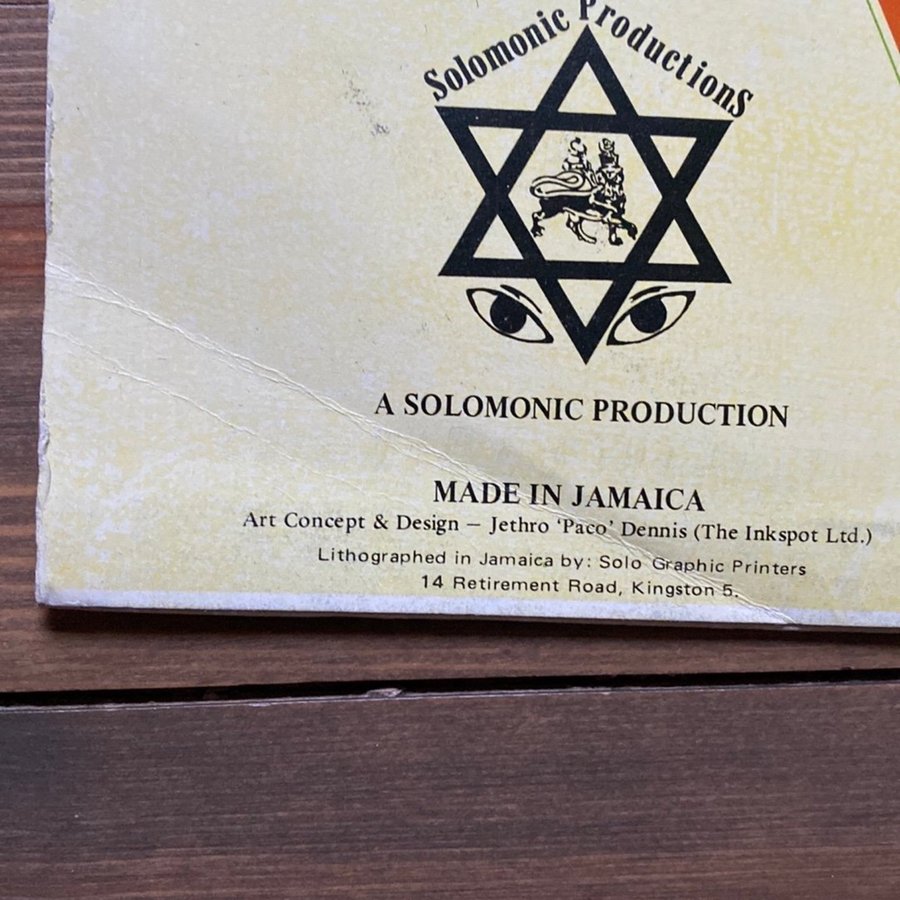 Solomonic ProductionS
A SOLOMONIC PRODUCTION
MADE IN JAMAICA
Art Concept & Design – Jethro ‘Paco’ Dennis (The Inkspot Ltd.)
Lithographed in Jamaica by: Solo Graphic Printers
14 Retirement Road, Kingston 5.